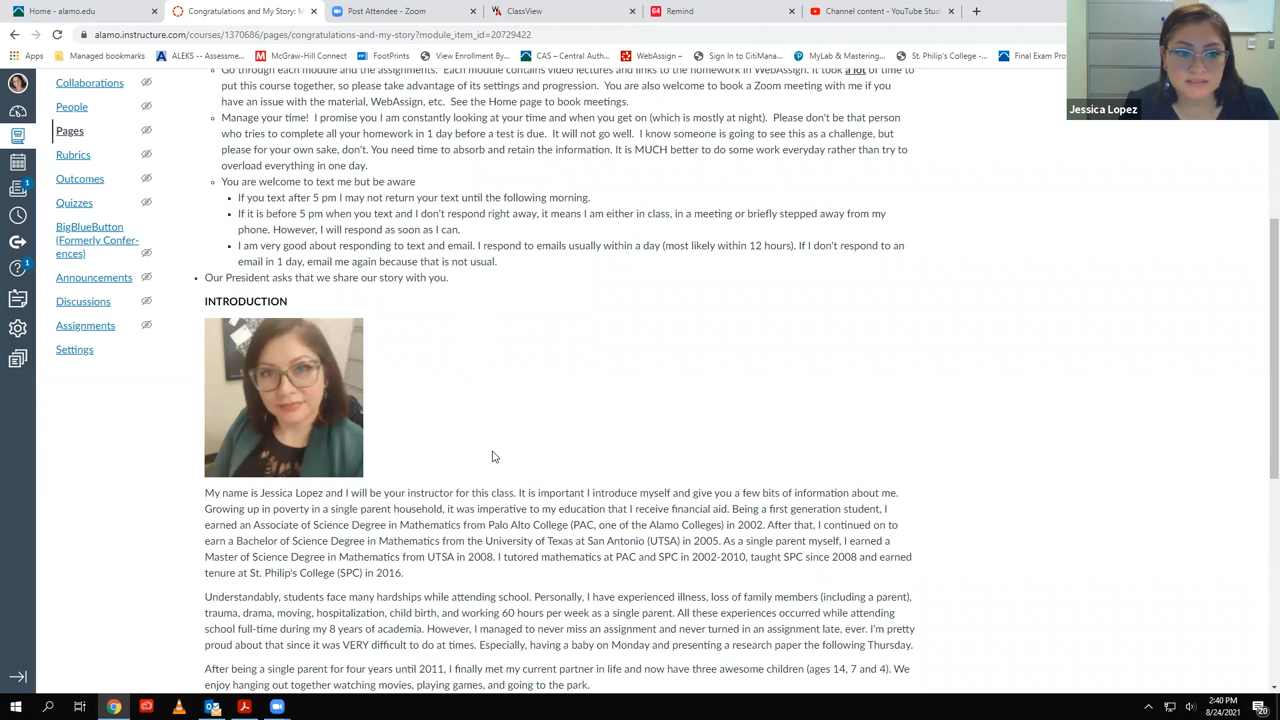 Home - alamo.edu
Congratulations and My Story: M
Post Attendee - Zoom
ClassView
Remind
Channel content - YouTube Stud
alamo.instructure.com/courses/1370686/pages/congratulations-and-my-story?module_item_id=20729422
Apps
Managed bookmarks
ALEKS -- Assessmen...
McGraw-Hill Connect
FootPrints
View Enrollment By...
CAS – Central Auth...
WebAssign –
Sign In to CitiMana...
MyLab & Mastering...
St. Philip's College -...
Final Exam Pro
Jessica Lopez
Collaborations
People
Pages
Rubrics
Outcomes
Quizzes
BigBlueButton
(Formerly Confer-
ences)
Announcements
Discussions
Assignments
Settings
Go through each module and the assignments. Each module contains video lectures and links to the homework in WebAssign. It took a lot of time to
put this course together, so please take advantage of its settings and progression. You are also welcome to book a Zoom meeting with me if you
have an issue with the material, WebAssign, etc. See the Home page to book meetings.
Manage your time! I promise you I am constantly looking at your time and when you get on (which is mostly at night). Please don't be that person
who tries to complete all your homework in 1 day before a test is due. It will not go well. I know someone is going to see this as a challenge, but
please for your own sake, don't. You need time to absorb and retain the information. It is MUCH better to do some work everyday rather than try to
overload everything in one day.
You are welcome to text me but be aware
If you text after 5 pm I may not return your text until the following morning.
If it is before 5 pm when you text and I don't respond right away, it means I am either in class, in a meeting or briefly stepped away from my
phone. However, I will respond as soon as I can.
I am very good about responding to text and email. I respond to emails usually within a day (most likely within 12 hours). If I don't respond to an
email in 1 day, email me again because that is not usual.
Our President asks that we share our story with you.
INTRODUCTION
My name is Jessica Lopez and I will be your instructor for this class. It is important I introduce myself and give you a few bits of information about me.
Growing up in poverty in a single parent household, it was imperative to my education that I receive financial aid. Being a first generation student, I
earned an Associate of Science Degree in Mathematics from Palo Alto College (PAC, one of the Alamo Colleges) in 2002. After that, I continued on to
earn a Bachelor of Science Degree in Mathematics from the University of Texas at San Antonio (UTSA) in 2005. As a single parent myself, I earned a
Master of Science Degree in Mathematics from UTSA in 2008. I tutored mathematics at PAC and SPC in 2002-2010, taught SPC since 2008 and earned
tenure at St. Philip's College (SPC) in 2016.
Understandably, students face many hardships while attending school. Personally, I have experienced illness, loss of family members (including a parent),
trauma, drama, moving, hospitalization, child birth, and working 60 hours per week as a single parent. All these experiences occurred while attending
school full-time during my 8 years of academia. However, I managed to never miss an assignment and never turned in an assignment late, ever. I'm pretty
proud about that since it was VERY difficult to do at times. Especially, having a baby on Monday and presenting a research paper the following Thursday.
After being a single parent for four years until 2011, I finally met my current partner in life and now have three awesome children (ages 14, 7 and 4). We
enjoy hanging out together watching movies, playing games, and going to the park.
1
1
2:40 PM
8/24/2021
20